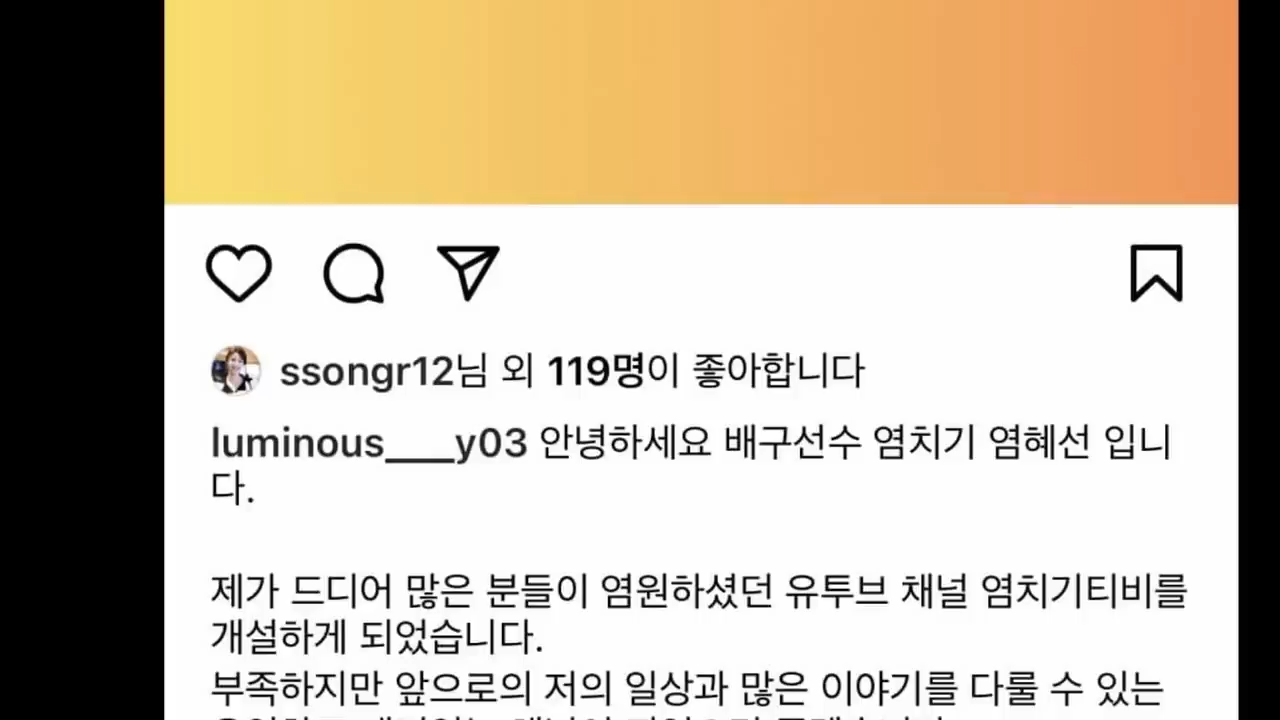 ssongr12님 외 119명이 좋아합니다
luminous___y03 안녕하세요 배구선수 염치기 염혜선 입니
다.
제가 드디어 많은 분들이 염원하셨던 유투브 채널 염치기티비를
개설하게 되었습니다.
부족하지만 앞으로의 저의 일상과 많은 이야기를 다룰 수 있는